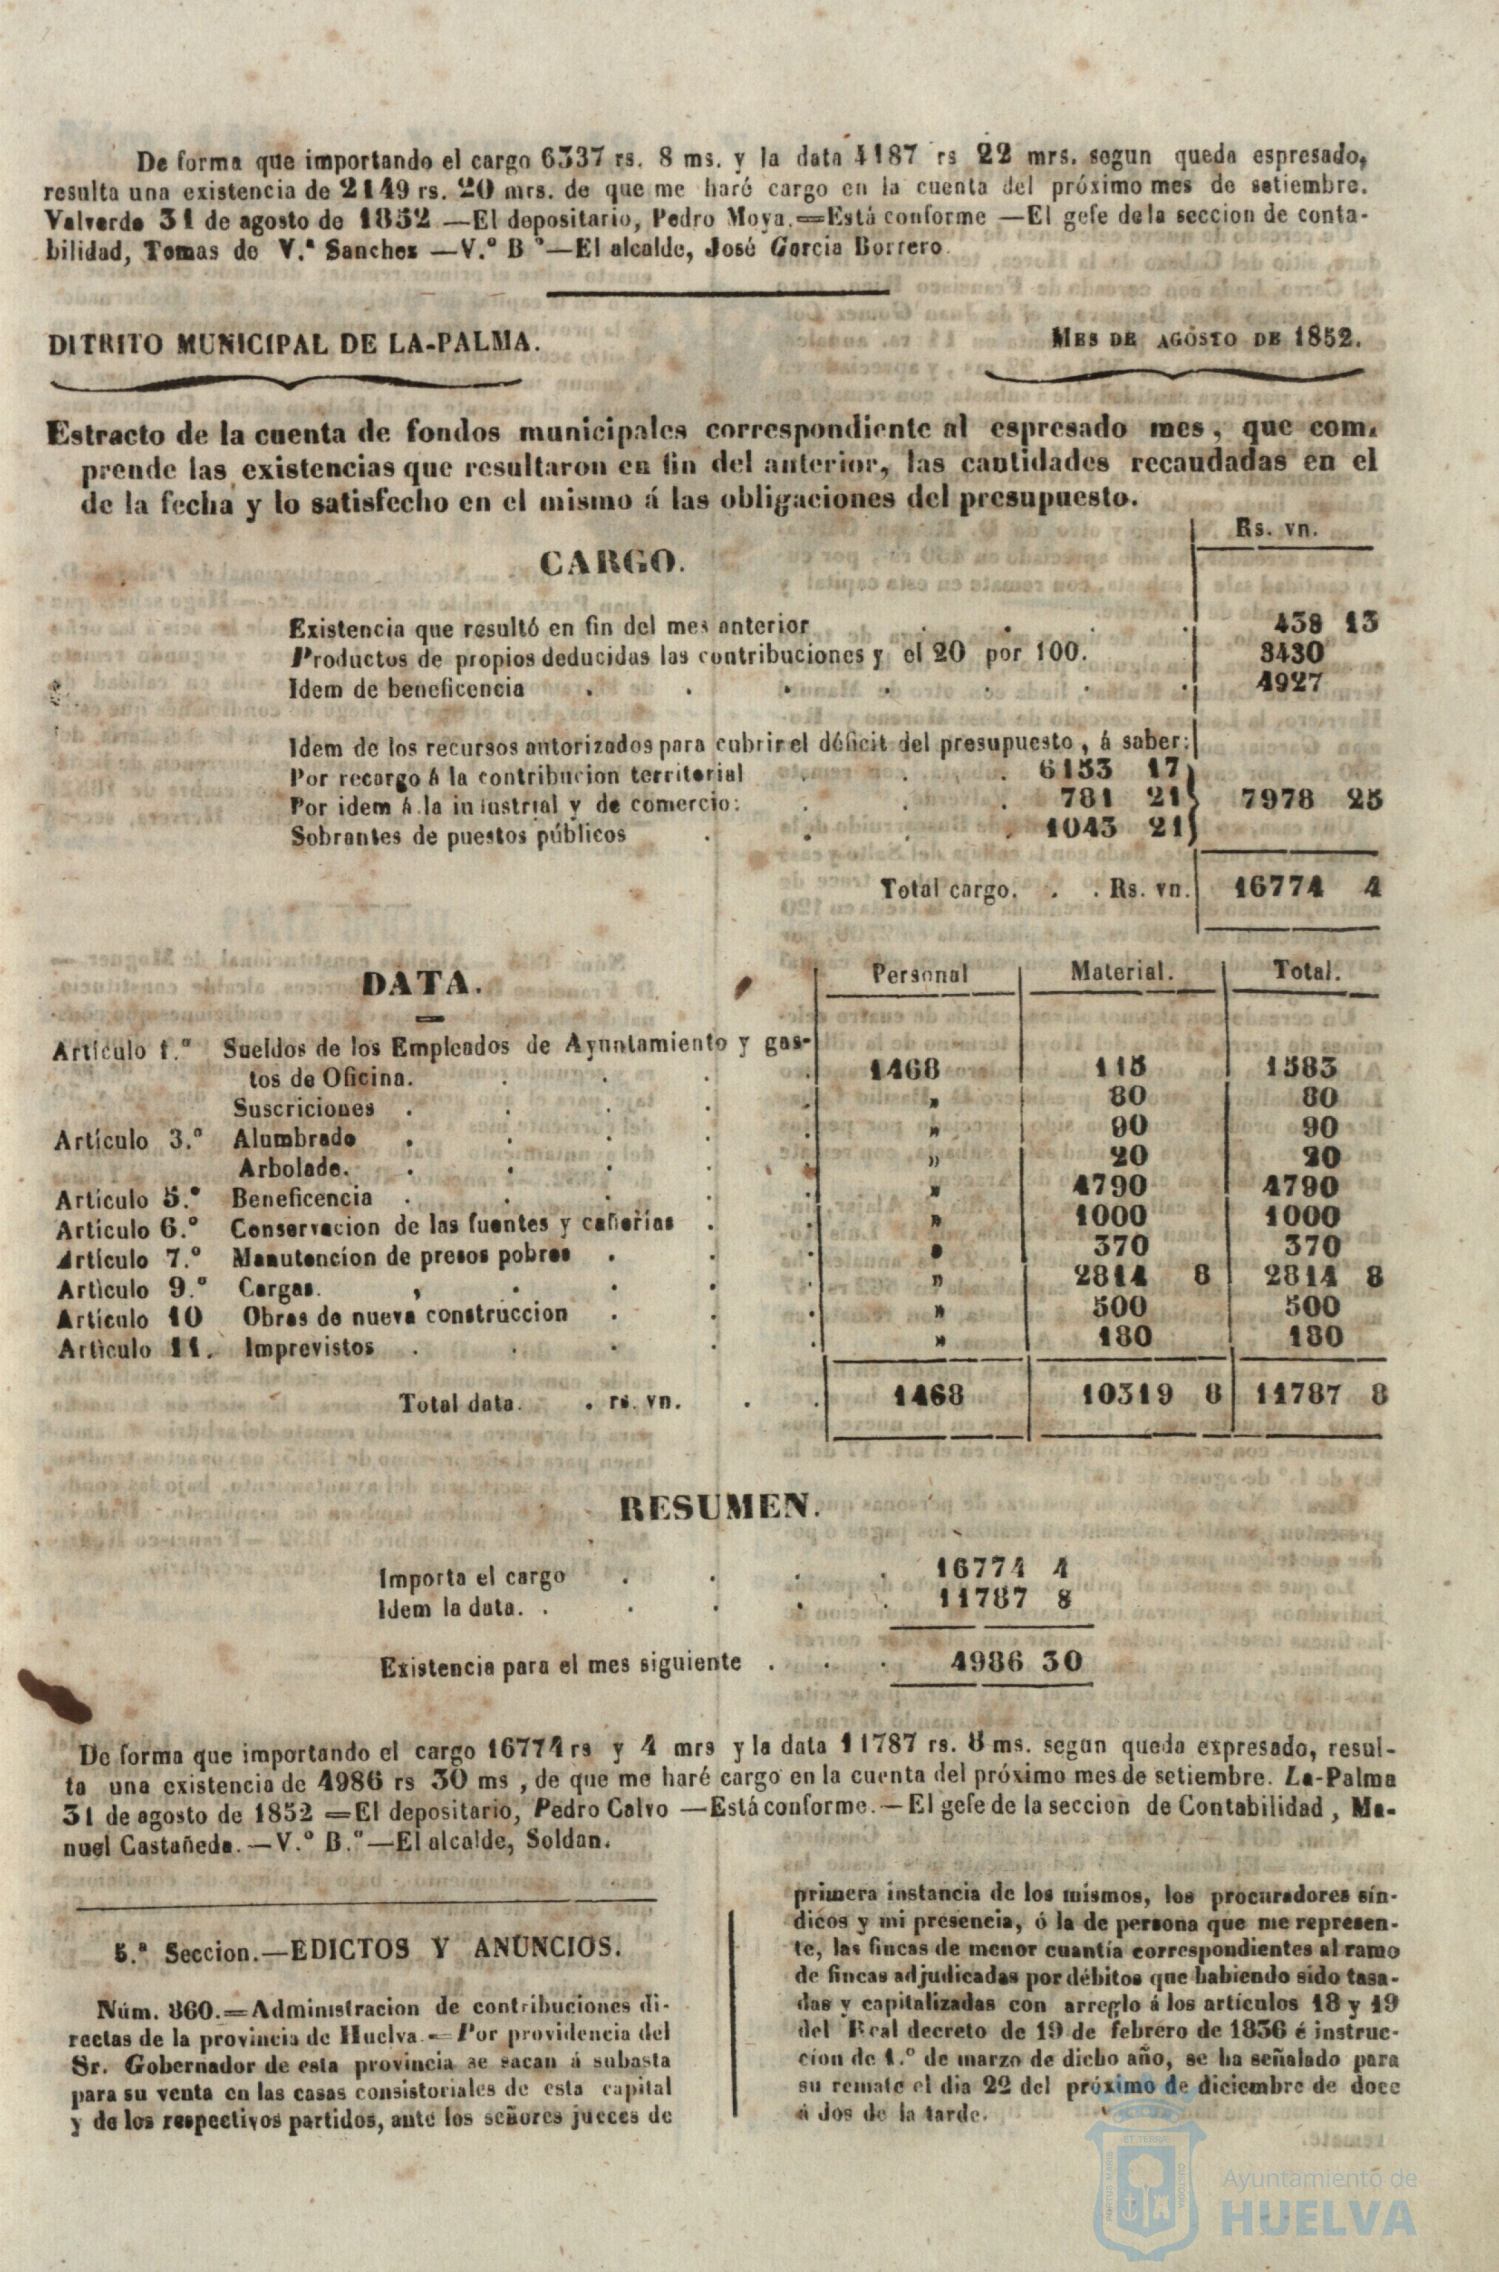 De forma que importando el cargo 6337 rs. 8 ms. y la data 4187 rs 22 mrs. segun queda espresado,
resulta una existencia de 2149 rs. 20 mrs. de que me haré cargo en la cuenta del próximo mes de setiembre.
Valverde 31 de agosto de 1852 —El depositario, Pedro Moya.=Está conforme —El gefe de la seccion de conta-
bilidad, Tomas de V.ª Sanchez —V.º B º—El alcalde, José Garcia Borrero.
DITRITO MUNICIPAL DE LA-PALMA. MES DE AGOSTO DE 1852.
Estracto de la cuenta de fondos municipales correspondiente al espresado mes, que com.
prende las existencias que resultaron en fin del anterior, las cantidades recaudadas en el
de la fecha y lo satisfecho en el mismo á las obligaciones del presupuesto.
Rs. vn.
CARGO.
Existencia que resultó en fin del mes anterior . . . . 438 13
Productos de propios deducidas las contribuciones y el 20 por 100. 3430
Idem de beneficencia . . . . . . . 4927
Idem de los recursos autorizados para cubrir el déficit del presupuesto, á saber:
Por recargo á la contribucion territorial . . . 6153 17
Por idem á la industrial y de comercio: . . . 781 21 7978 25
Sobrantes de puestos públicos . . . . 1043 21
Total cargo. . . Rs. vn. 16774 4
DATA. Personal Material. Total.
Artículo 1.º Sueldos de los Empleados de Ayuntamiento y gas-
tos de Oficina. . . . . 1468 115 1583
Suscriciones . . . . . » 80 80
Artículo 3.º Alumbrado . . . . . » 90 90
Arbolade. . . . . » 20 20
Artículo 5.º Beneficencia . . . . . » 4790 4790
Artículo 6.º Conservacion de las fuentes y cañerías . . » 1000 1000
Artículo 7.º Manutencion de presos pobres . . . » 370 370
Artículo 9.º Cargas. , . . . . » 2814 8 2814 8
Artículo 10 Obras de nueva construccion . . . » 500 500
Artículo 11. Imprevistos . . . . . » 180 180
Total data. . rs. vn. . . 1468 10319 8 11787 8
RESUMEN.
Importa el cargo . . . . 16774 4
Idem la data. . . . . . 11787 8
Existencia para el mes siguiente . . . 4986 30
De forma que importando el cargo 16774 rs y 4 mrs y la data 11787 rs. 8 ms. segun queda expresado, resul-
ta una existencia de 4986 rs 30 ms , de que me haré cargo en la cuenta del próximo mes de setiembre. La-Palma
31 de agosto de 1852 =El depositario, Pedro Calvo —Está conforme.—El gefe de la seccion de Contabilidad, Ma-
nuel Castañeda.—V.º B.º—El alcalde, Soldan.
5.ª Seccion.—EDICTOS Y ANUNCIOS.
Núm. 860.=Administracion de contribuciones di-
rectas de la provincia de Huelva.=Por providencia del
Sr. Gobernador de esta provincia se sacan á subasta
para su venta en las casas consistoriales de esta capital
y de los respectivos partidos, ante los señores jueces de
primera instancia de los mismos, los procuradores sín-
dicos y mi presencia, ó la de persona que me represen-
te, las fincas de menor cuantía correspondientes al ramo
de fincas adjudicadas por débitos que habiendo sido tasa-
das y capitalizadas con arreglo á los artículos 18 y 19
del Real decreto de 19 de febrero de 1836 é instruc-
cion de 1.º de marzo de dicho año, se ha señalado para
su remate el dia 22 del próximo de diciembre de doce
á dos de la tarde.
Ayuntamiento de
HUELVA